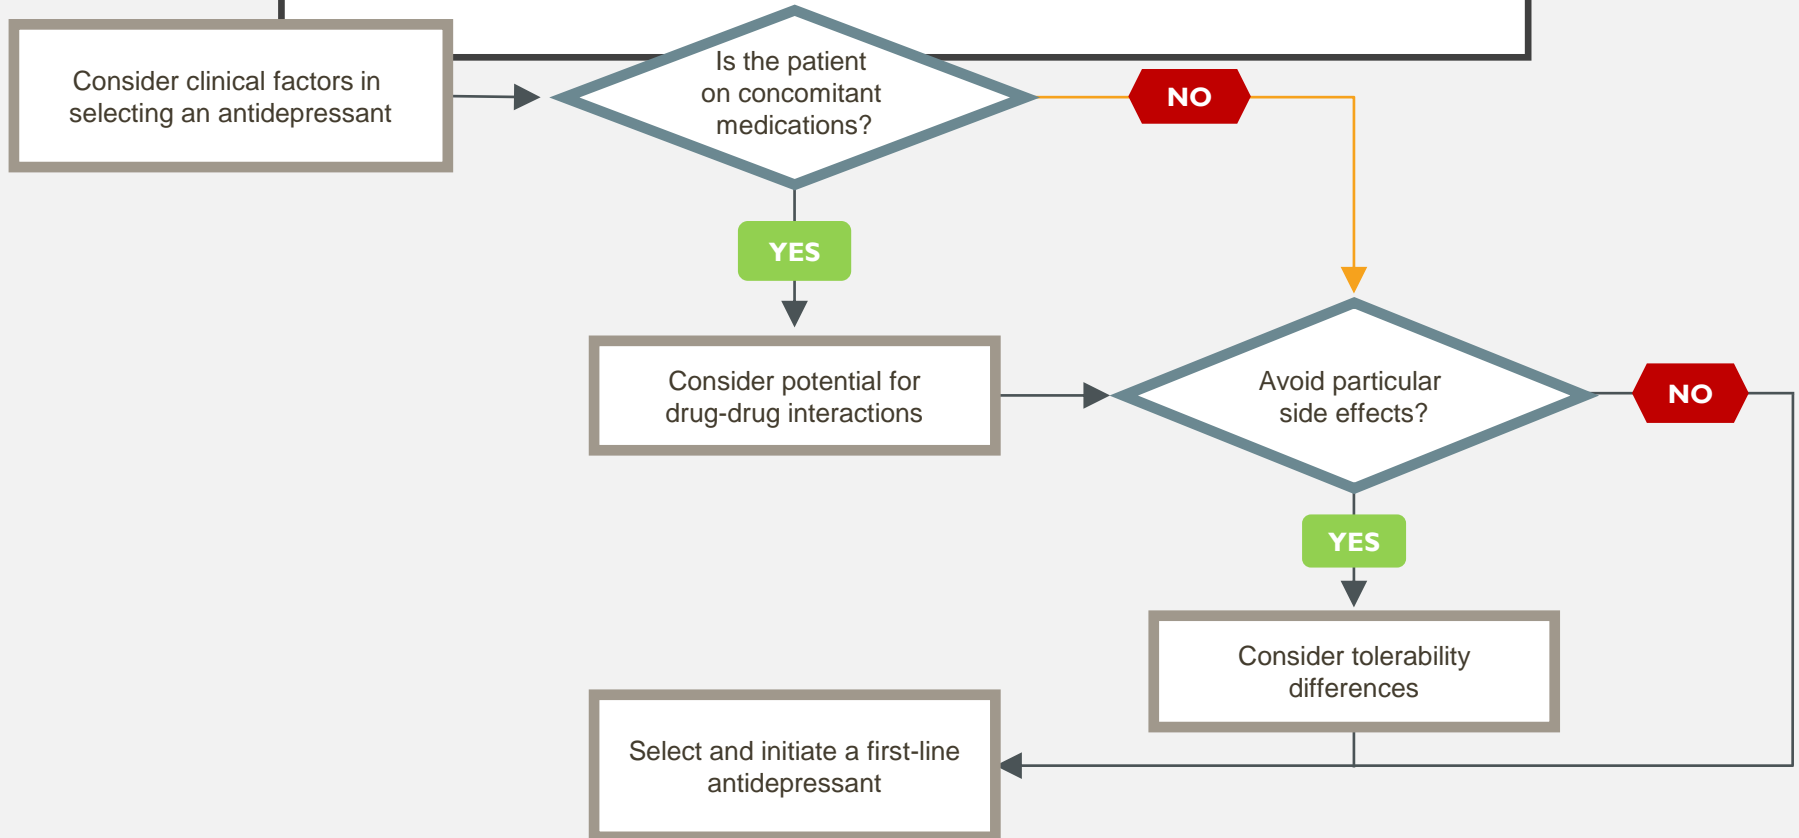 Consider clinical factors in
selecting an antidepressant
Is the patient
on concomitant
medications?
NO
YES
Consider potential for
drug-drug interactions
Avoid particular
side effects?
NO
YES
Consider tolerability
differences
Select and initiate a first-line
antidepressant